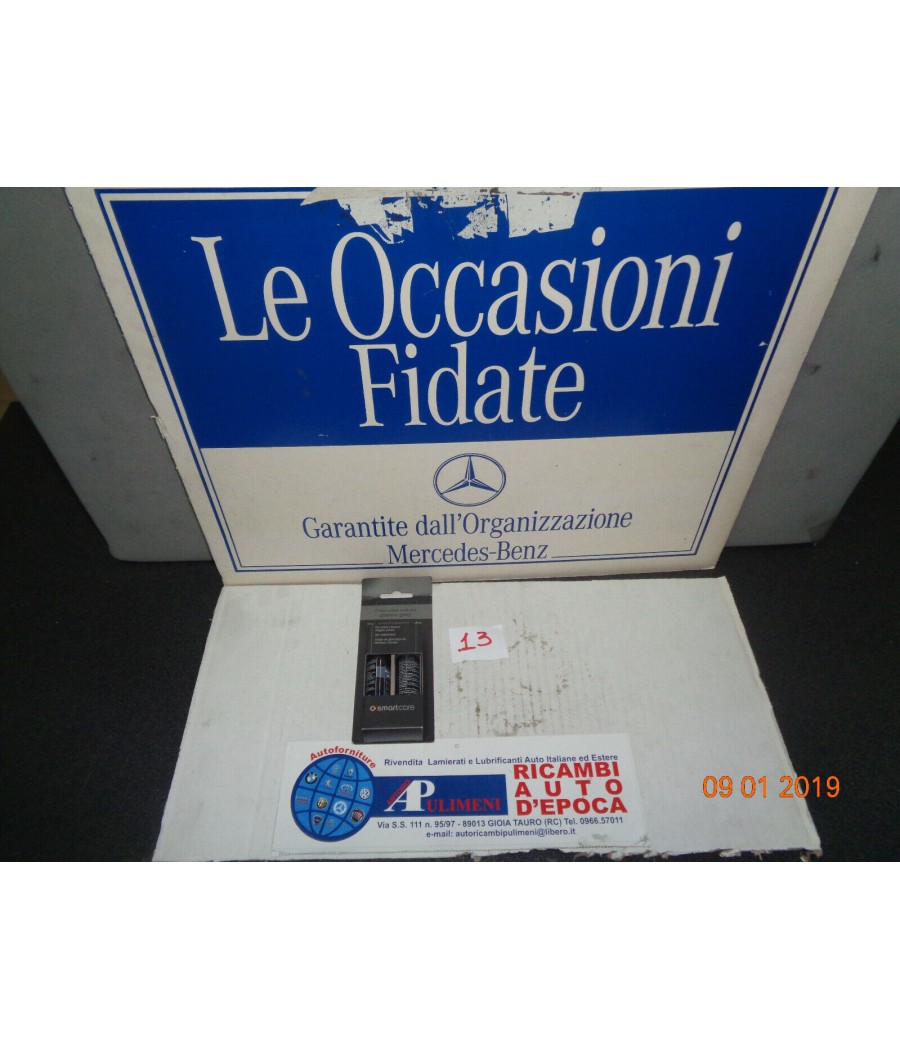 Le Occasioni
Fidate
Garantite dall'Organizzazione
Mercedes-Benz
13
smartcare
Autoforniture
Rivendita Lamierati e Lubrificanti Auto Italiane ed Estere
PULIMENI
RICAMBI
AUTO
D'EPOCA
Via S.S. 111 n. 95/97 - 89013 GIOIA TAURO (RC) Tel. 0966.57011
e-mail: autoricambipulimeni@libero.it
09 01 2019